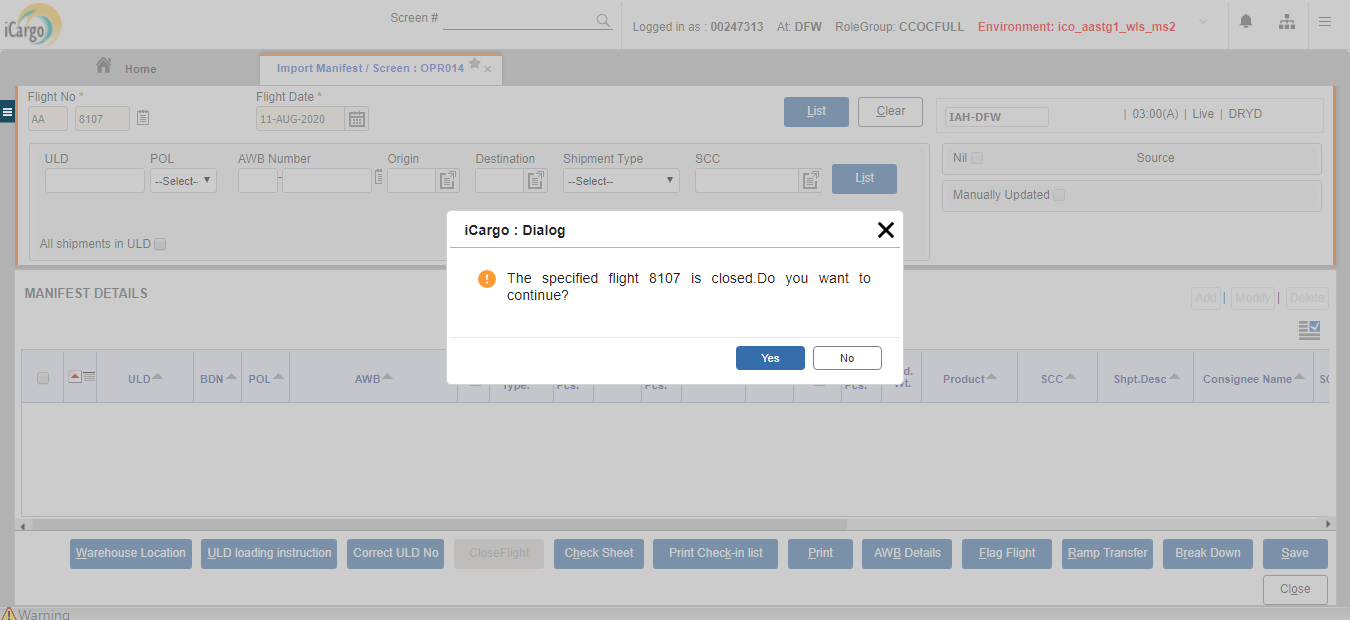 iCargo
Screen #
Logged in as : 00247313 At: DFW RoleGroup: CCOCFULL Environment: ico_aastg1_wls_ms2
Home
Import Manifest / Screen : OPR014
Flight No *
Flight Date *
AA 8107
11-AUG-2020
List
Clear
IAH-DFW
| 03:00(A) | Live | DRYD
ULD POL AWB Number Origin Destination Shipment Type SCC
--Select-- - --Select--
List
Nil Source
Manually Updated
All shipments in ULD
iCargo : Dialog
The specified flight 8107 is closed.Do you want to
continue?
Yes
No
MANIFEST DETAILS
Add | Modify | Delete
ULD BDN POL AWB
Type. Pcs. Pcs. Pcs.
Product SCC Shpt.Desc Consignee Name
Warehouse Location ULD loading instruction Correct ULD No CloseFlight Check Sheet Print Check-in list Print AWB Details Flag Flight Ramp Transfer Break Down Save
Close
Warning